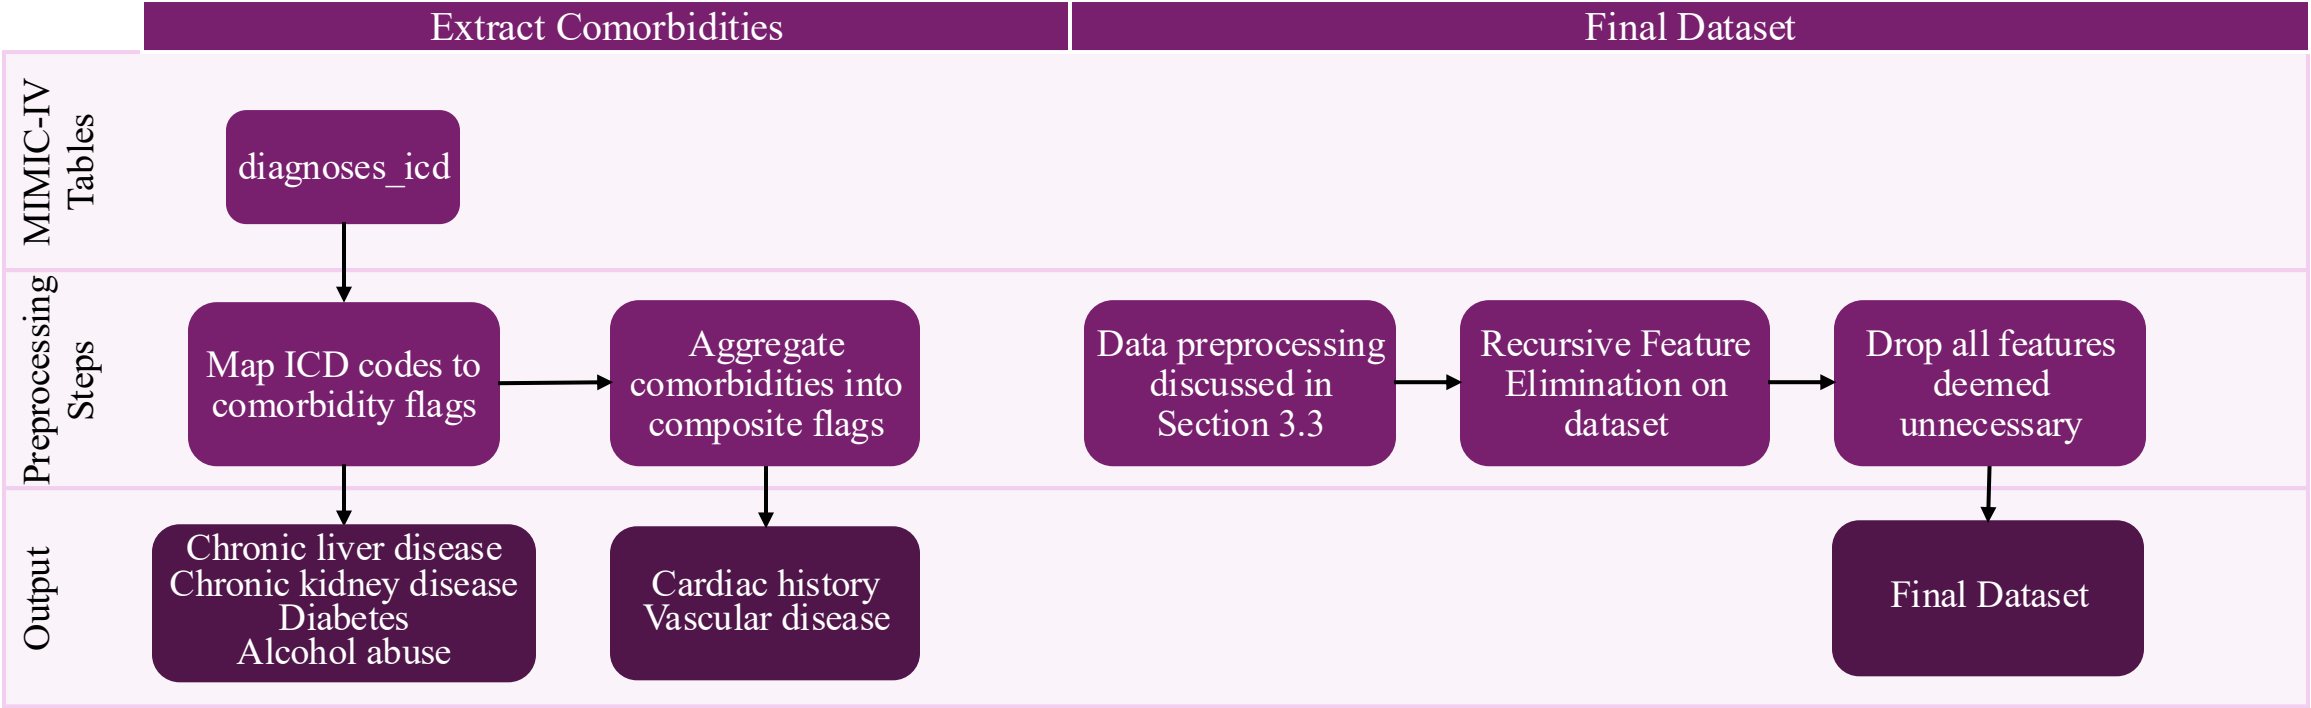 Extract Comorbidities
Final Dataset
MIMIC-IV
Tables
diagnoses_icd
Preprocessing
Steps
Map ICD codes to
comorbidity flags
Aggregate
comorbidities into
composite flags
Data preprocessing
discussed in
Section 3.3
Recursive Feature
Elimination on
dataset
Drop all features
deemed
unnecessary
Output
Chronic liver disease
Chronic kidney disease
Diabetes
Alcohol abuse
Cardiac history
Vascular disease
Final Dataset